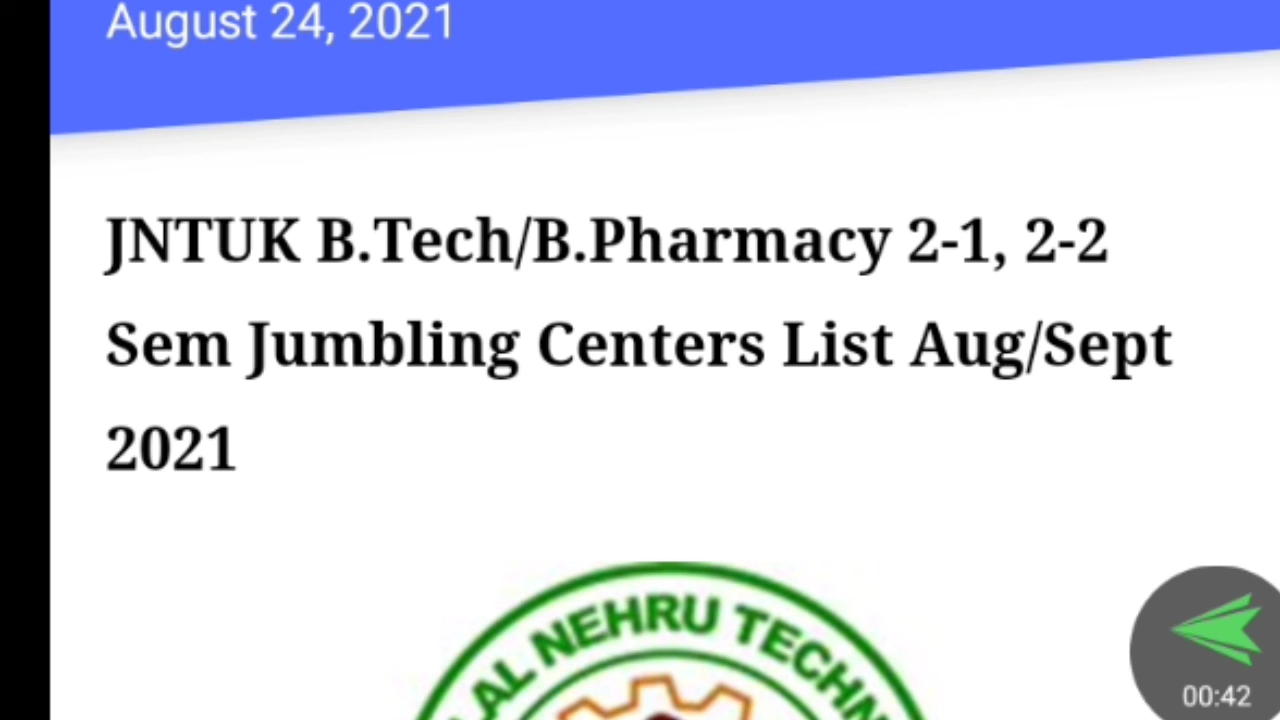 August 24, 2021
JNTUK B.Tech/B.Pharmacy 2-1, 2-2
Sem Jumbling Centers List Aug/Sept
2021
AL NEHRU TECHN
00:42